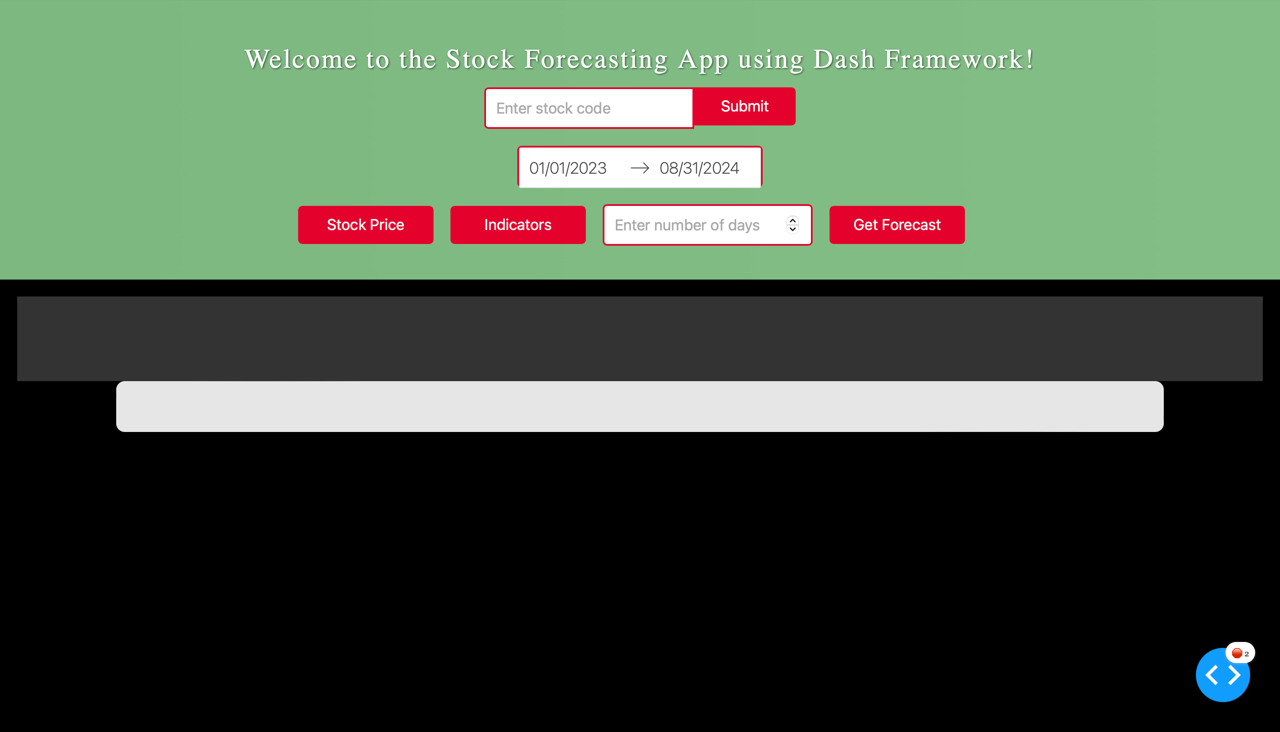 Welcome to the Stock Forecasting App using Dash Framework!
Enter stock code Submit
01/01/2023 → 08/31/2024
Stock Price Indicators Enter number of days Get Forecast
2